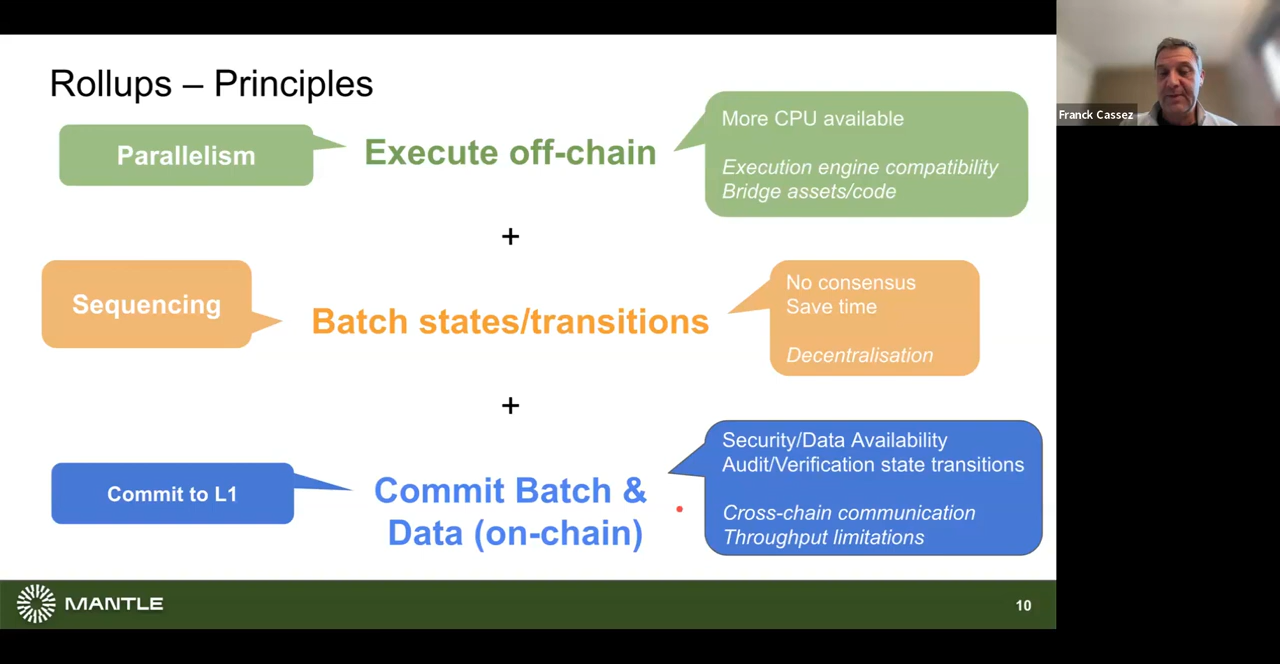 Rollups – Principles
Parallelism
Execute off-chain
More CPU available
Execution engine compatibility
Bridge assets/code
+
Sequencing
Batch states/transitions
No consensus
Save time
Decentralisation
+
Commit to L1
Commit Batch &
Data (on-chain)
Security/Data Availability
Audit/Verification state transitions
Cross-chain communication
Throughput limitations
MANTLE
10
Franck Cassez